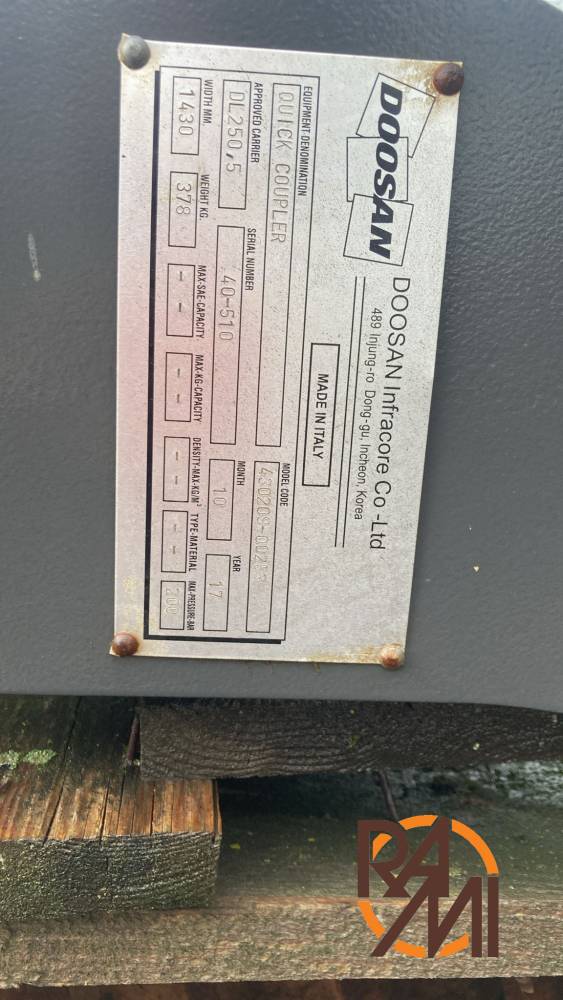 DOOSAN
DOOSAN Infracore Co-Ltd
489 Injung-ro Dong-gu, Incheon, Korea
MADE IN ITALY
EQUIPMENT-DENOMINATION MODEL CODE
QUICK COUPLER
APPROVED CARRIER SERIAL NUMBER MONTH YEAR
DL250,5 40-510 10 17
WIDTH MM. WEIGHT KG. MAX-SAE-CAPACITY MAX-KG-CAPACITY DENSITY-MAX-KG/M³ TYPE-MATERIAL MAX-PRESSURE-BAR
1430 378 -- -- -- -- 200
RAMI